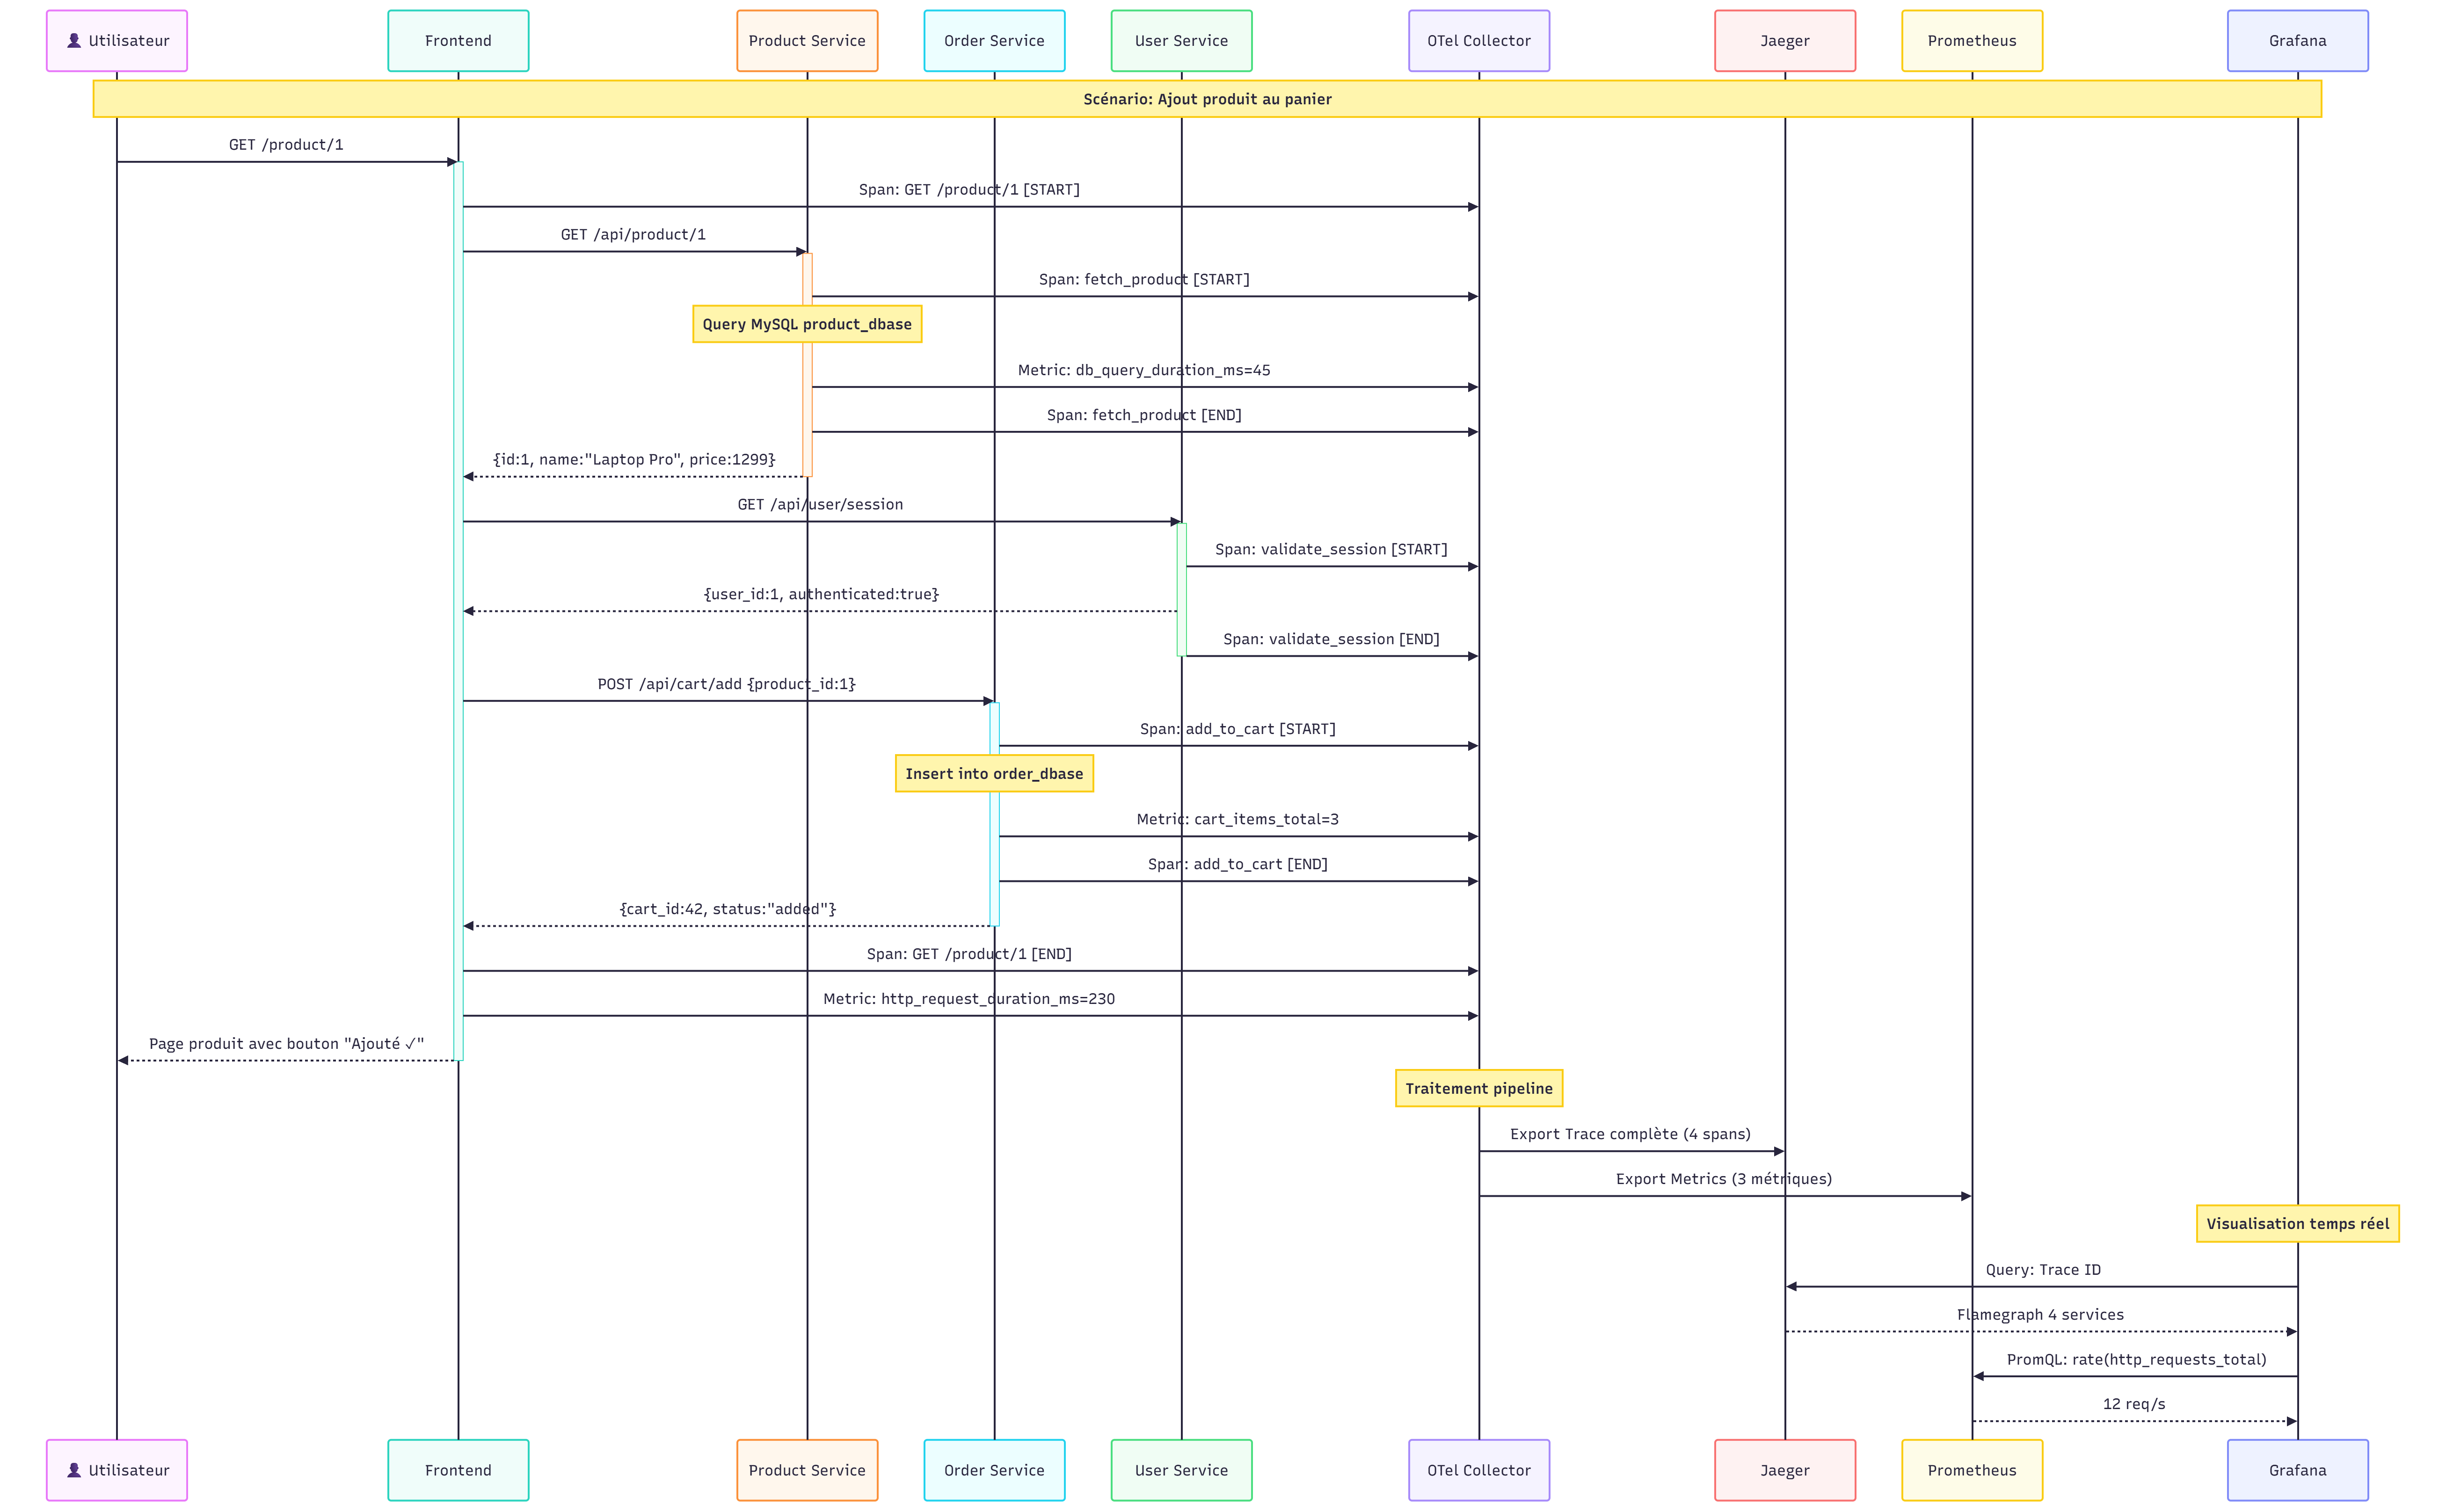 👤 Utilisateur
Frontend
Product Service
Order Service
User Service
OTel Collector
Jaeger
Prometheus
Grafana
Scénario: Ajout produit au panier
GET /product/1
Span: GET /product/1 [START]
GET /api/product/1
Span: fetch_product [START]
Query MySQL product_dbase
Metric: db_query_duration_ms=45
Span: fetch_product [END]
{id:1, name:"Laptop Pro", price:1299}
GET /api/user/session
Span: validate_session [START]
{user_id:1, authenticated:true}
Span: validate_session [END]
POST /api/cart/add {product_id:1}
Span: add_to_cart [START]
Insert into order_dbase
Metric: cart_items_total=3
Span: add_to_cart [END]
{cart_id:42, status:"added"}
Span: GET /product/1 [END]
Metric: http_request_duration_ms=230
Page produit avec bouton "Ajouté ✓"
Traitement pipeline
Export Trace complète (4 spans)
Export Metrics (3 métriques)
Visualisation temps réel
Query: Trace ID
Flamegraph 4 services
PromQL: rate(http_requests_total)
12 req/s
👤 Utilisateur
Frontend
Product Service
Order Service
User Service
OTel Collector
Jaeger
Prometheus
Grafana